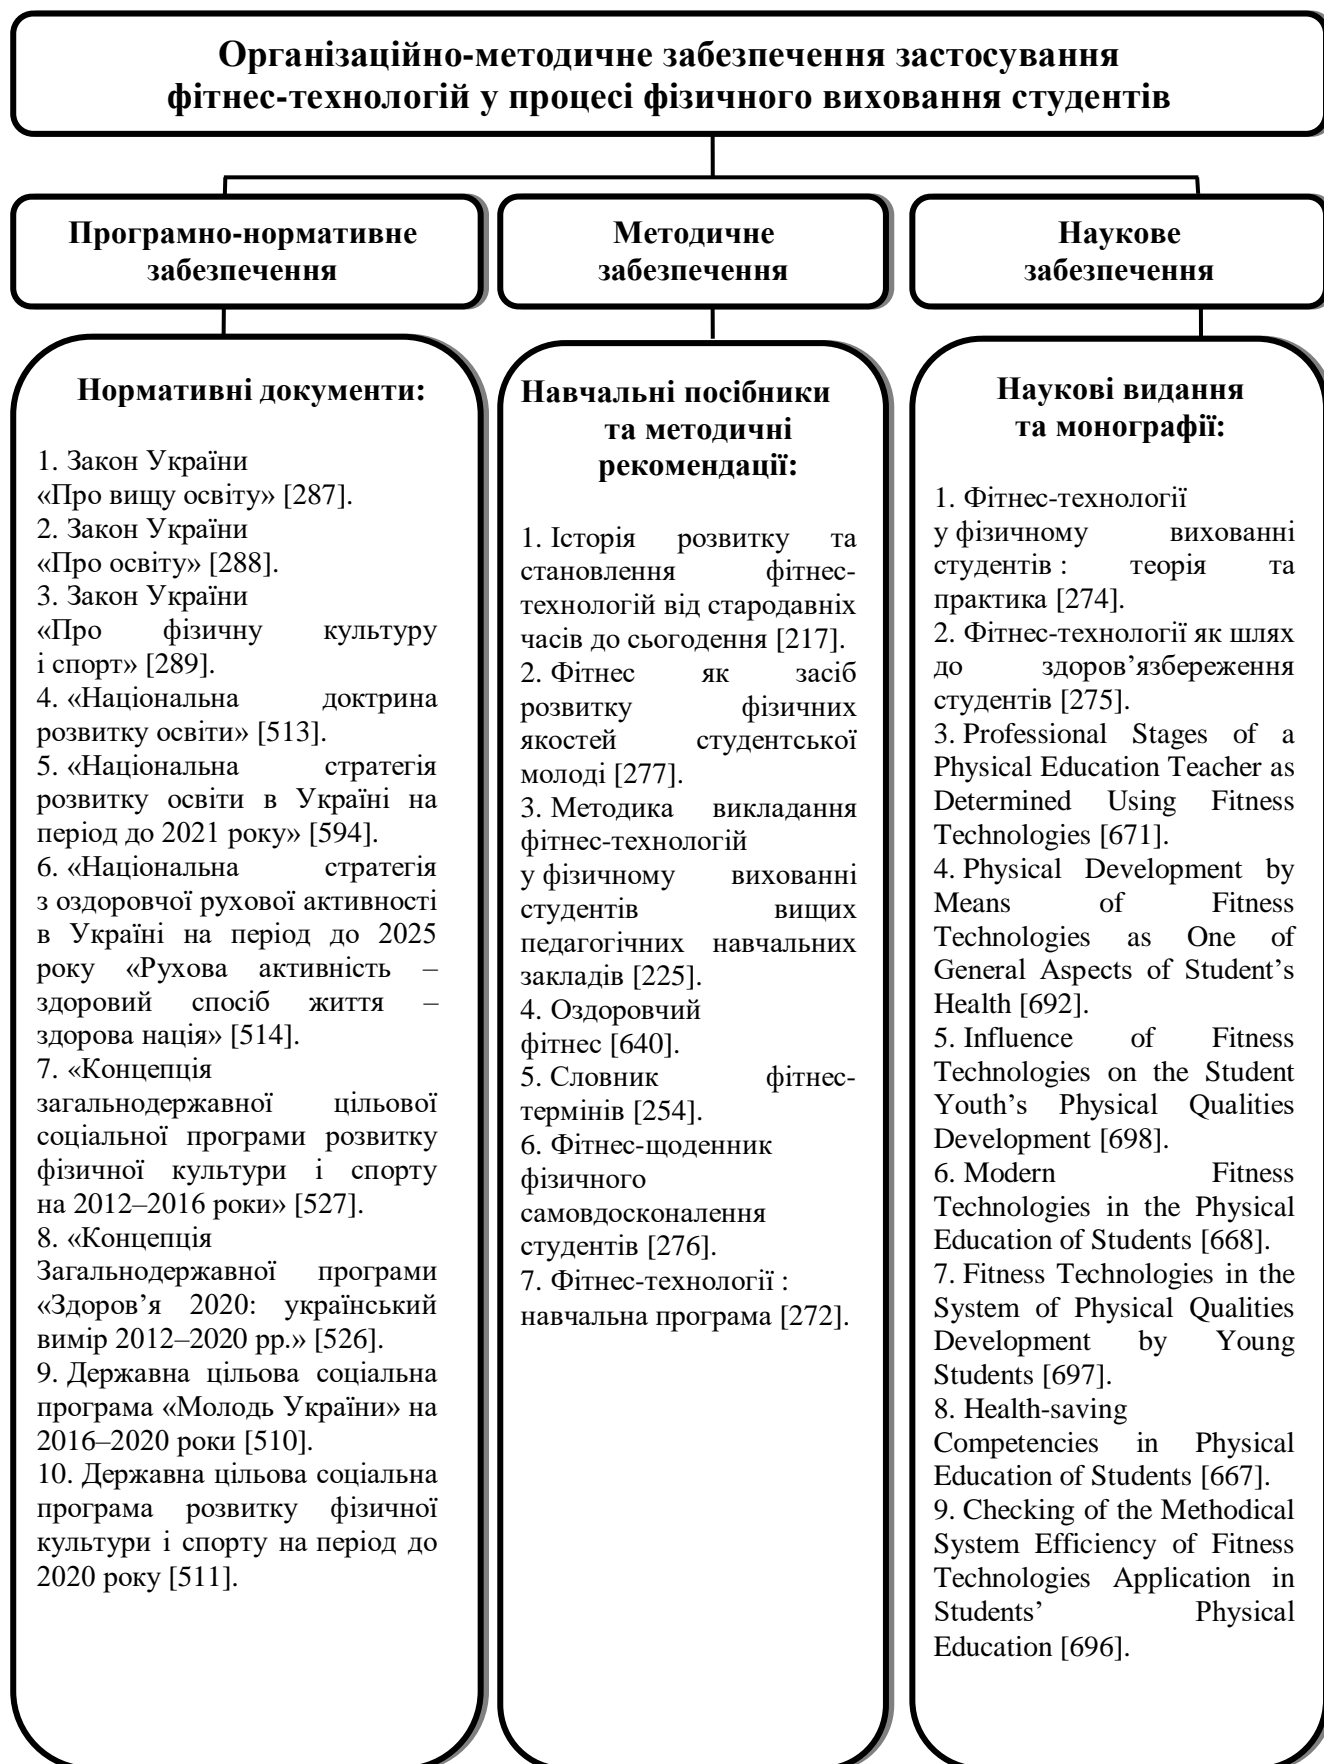 Організаційно-методичне забезпечення застосування
фітнес-технологій у процесі фізичного виховання студентів
Програмно-нормативне
забезпечення
Нормативні документи:
1. Закон України
«Про вищу освіту» [287].
2. Закон України
«Про освіту» [288].
3. Закон України
«Про фізичну культуру
і спорт» [289].
4. «Національна доктрина
розвитку освіти» [513].
5. «Національна стратегія
розвитку освіти в Україні на
період до 2021 року» [594].
6. «Національна стратегія
з оздоровчої рухової активності
в Україні на період до 2025
року «Рухова активність –
здоровий спосіб життя –
здорова нація» [514].
7. «Концепція
загальнодержавної цільової
соціальної програми розвитку
фізичної культури і спорту
на 2012–2016 роки» [527].
8. «Концепція
Загальнодержавної програми
«Здоров’я 2020: український
вимір 2012–2020 рр.» [526].
9. Державна цільова соціальна
програма «Молодь України» на
2016–2020 роки [510].
10. Державна цільова соціальна
програма розвитку фізичної
культури і спорту на період до
2020 року [511].
Методичне
забезпечення
Навчальні посібники
та методичні
рекомендації:
1. Історія розвитку та
становлення фітнес-
технологій від стародавніх
часів до сьогодення [217].
2. Фітнес як засіб
розвитку фізичних
якостей студентської
молоді [277].
3. Методика викладання
фітнес-технологій
у фізичному вихованні
студентів вищих
педагогічних навчальних
закладів [225].
4. Оздоровчий
фітнес [640].
5. Словник фітнес-
термінів [254].
6. Фітнес-щоденник
фізичного
самовдосконалення
студентів [276].
7. Фітнес-технології :
навчальна програма [272].
Наукове
забезпечення
Наукові видання
та монографії:
1. Фітнес-технології
у фізичному вихованні
студентів : теорія та
практика [274].
2. Фітнес-технології як шлях
до здоров’язбереження
студентів [275].
3. Professional Stages of a
Physical Education Teacher as
Determined Using Fitness
Technologies [671].
4. Physical Development by
Means of Fitness
Technologies as One of
General Aspects of Student’s
Health [692].
5. Influence of Fitness
Technologies on the Student
Youth’s Physical Qualities
Development [698].
6. Modern Fitness
Technologies in the Physical
Education of Students [668].
7. Fitness Technologies in the
System of Physical Qualities
Development by Young
Students [697].
8. Health-saving
Competencies in Physical
Education of Students [667].
9. Checking of the Methodical
System Efficiency of Fitness
Technologies Application in
Students’ Physical
Education [696].